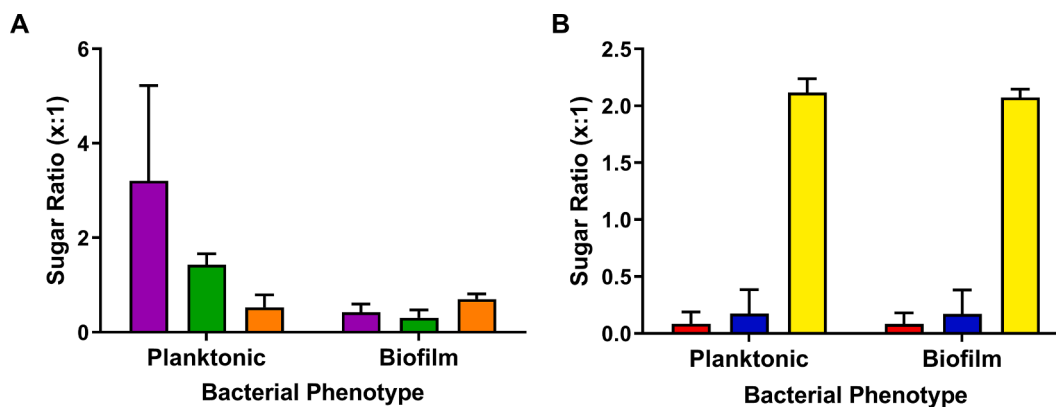 A
Sugar Ratio (x:1)
6
4
2
0
Planktonic
Biofilm
Bacterial Phenotype
B
Sugar Ratio (x:1)
2.5
2.0
1.5
1.0
0.5
0.0
Planktonic
Biofilm
Bacterial Phenotype